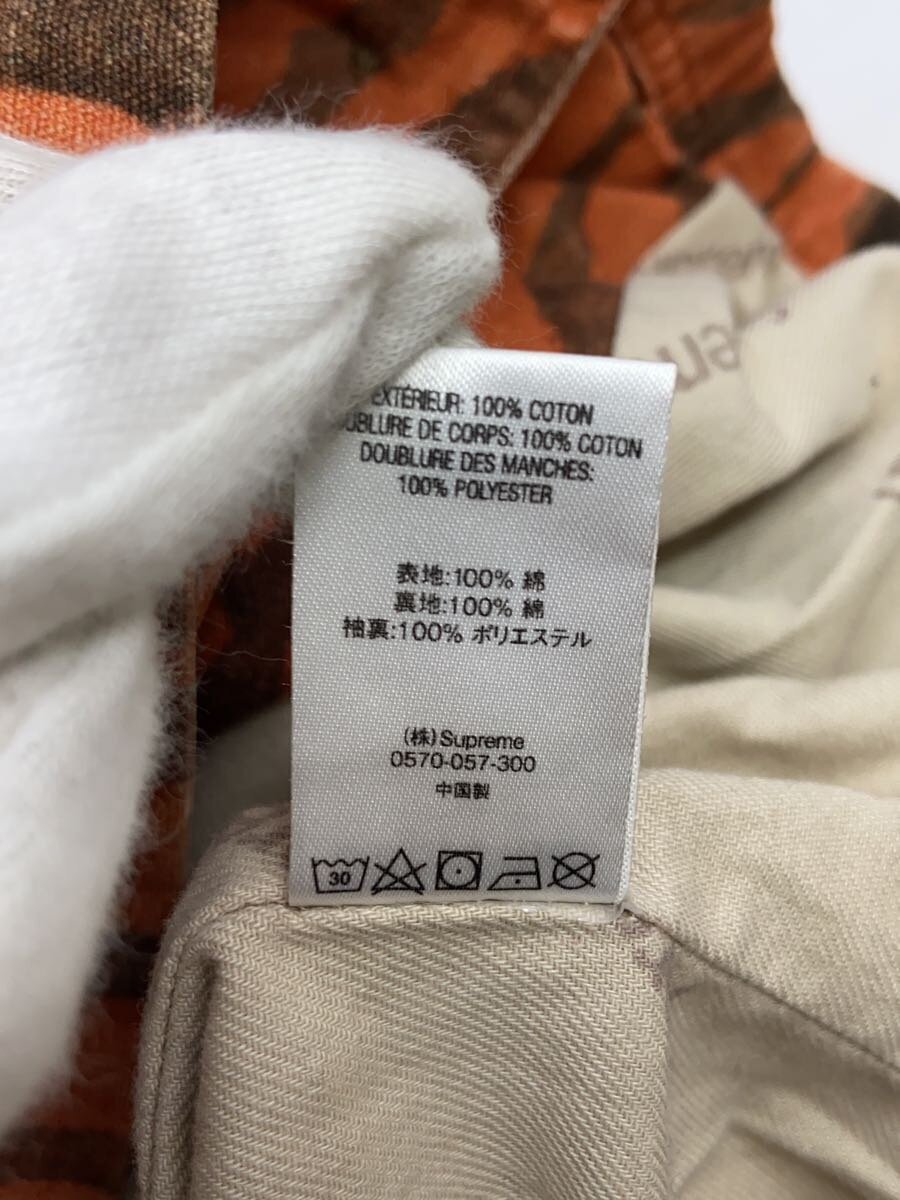 EXTÉRIEUR: 100% COTON
UBLURE DE CORPS: 100% COTON
DOUBLURE DES MANCHES:
100% POLYESTER
表地:100% 綿
裏地:100% 綿
袖裏:100% ポリエステル
(株)Supreme
0570-057-300
中国製
30